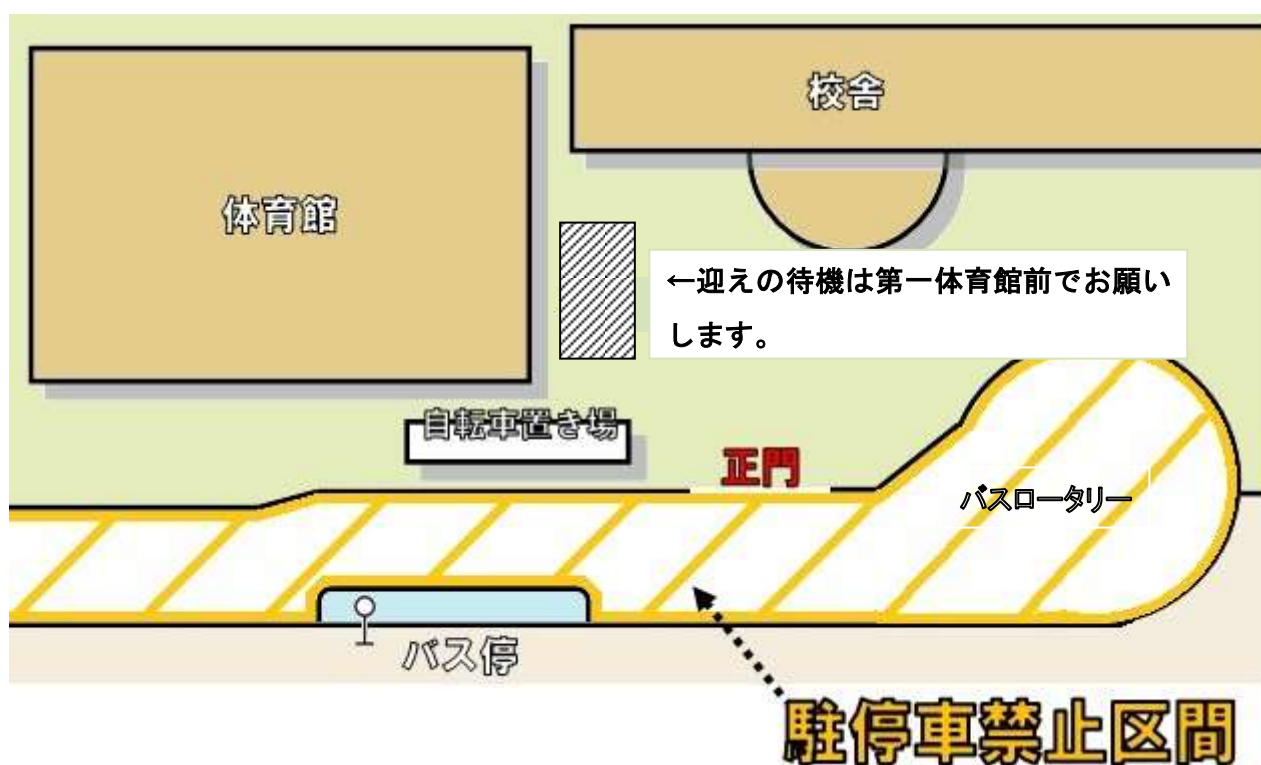 校舎
体育館
←迎えの待機は第一体育館前でお願い
します。
自転車置き場
正門
バスロータリー
バス停
駐停車禁止区間